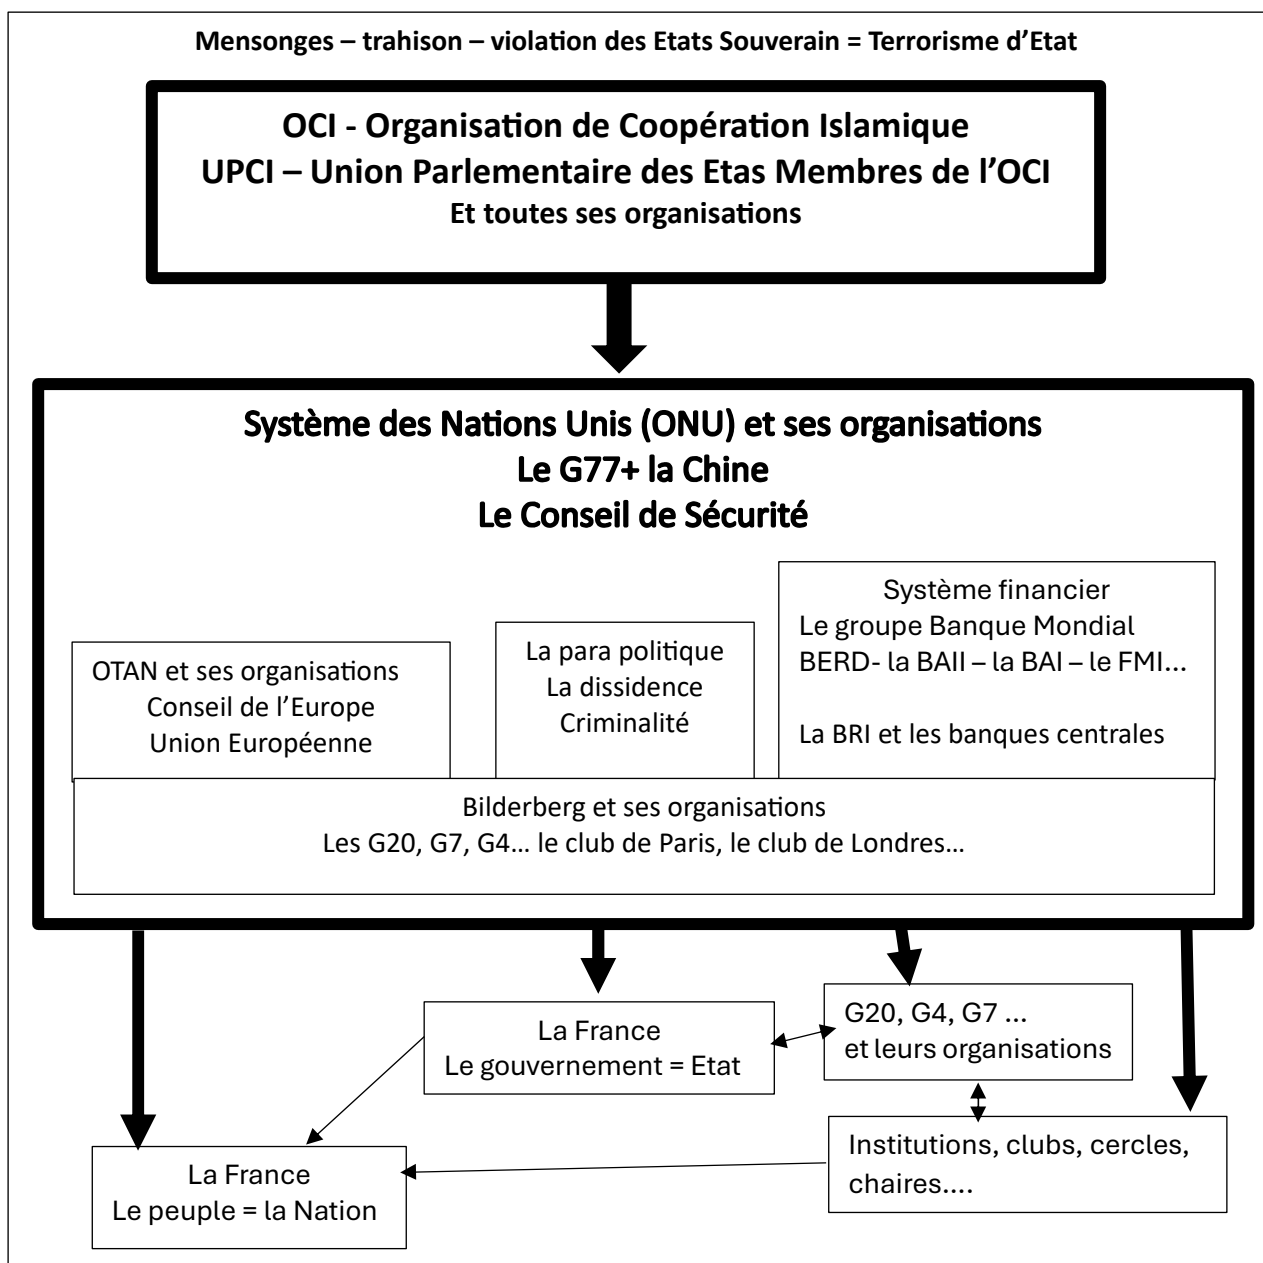 Mensonges – trahison – violation des Etats Souverain = Terrorisme d’Etat
OCI - Organisation de Coopération Islamique
UPCI – Union Parlementaire des Etas Membres de l’OCI
Et toutes ses organisations
Système des Nations Unis (ONU) et ses organisations
Le G77+ la Chine
Le Conseil de Sécurité
OTAN et ses organisations
Conseil de l’Europe
Union Européenne
La para politique
La dissidence
Criminalité
Système financier
Le groupe Banque Mondial
BERD- la BAII – la BAI – le FMI...
La BRI et les banques centrales
Bilderberg et ses organisations
Les G20, G7, G4… le club de Paris, le club de Londres…
La France
Le gouvernement = Etat
G20, G4, G7 ...
et leurs organisations
La France
Le peuple = la Nation
Institutions, clubs, cercles,
chaires....